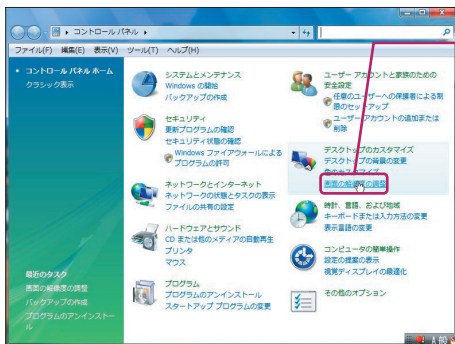 コントロール パネル
ファイル(F) 編集(E) 表示(V) ツール(T) ヘルプ(H)
コントロール パネル ホーム
クラシック表示
システムとメンテナンス
Windows の開始
バックアップの作成
セキュリティ
更新プログラムの確認
セキュリティ状態の確認
Windows ファイアウォールによる
プログラムの許可
ネットワークとインターネット
ネットワークの状態とタスクの表示
ファイルの共有の設定
ハードウェアとサウンド
CD または他のメディアの自動再生
プリンタ
マウス
プログラム
プログラムのアンインストール
スタートアップ プログラムの変更
ユーザー アカウントと家族のための
安全設定
任意のユーザーへの保護者による制
限のセットアップ
ユーザー アカウントの追加または
削除
デスクトップのカスタマイズ
デスクトップの背景の変更
色のカスタマイズ
画面の解像度の調整
時計、言語、および地域
キーボードまたは入力方法の変更
表示言語の変更
コンピュータの簡単操作
設定の提案の表示
視覚ディスプレイの最適化
その他のオプション
最近のタスク
画面の解像度の調整
バックアップの作成
プログラムのアンインストー
ル